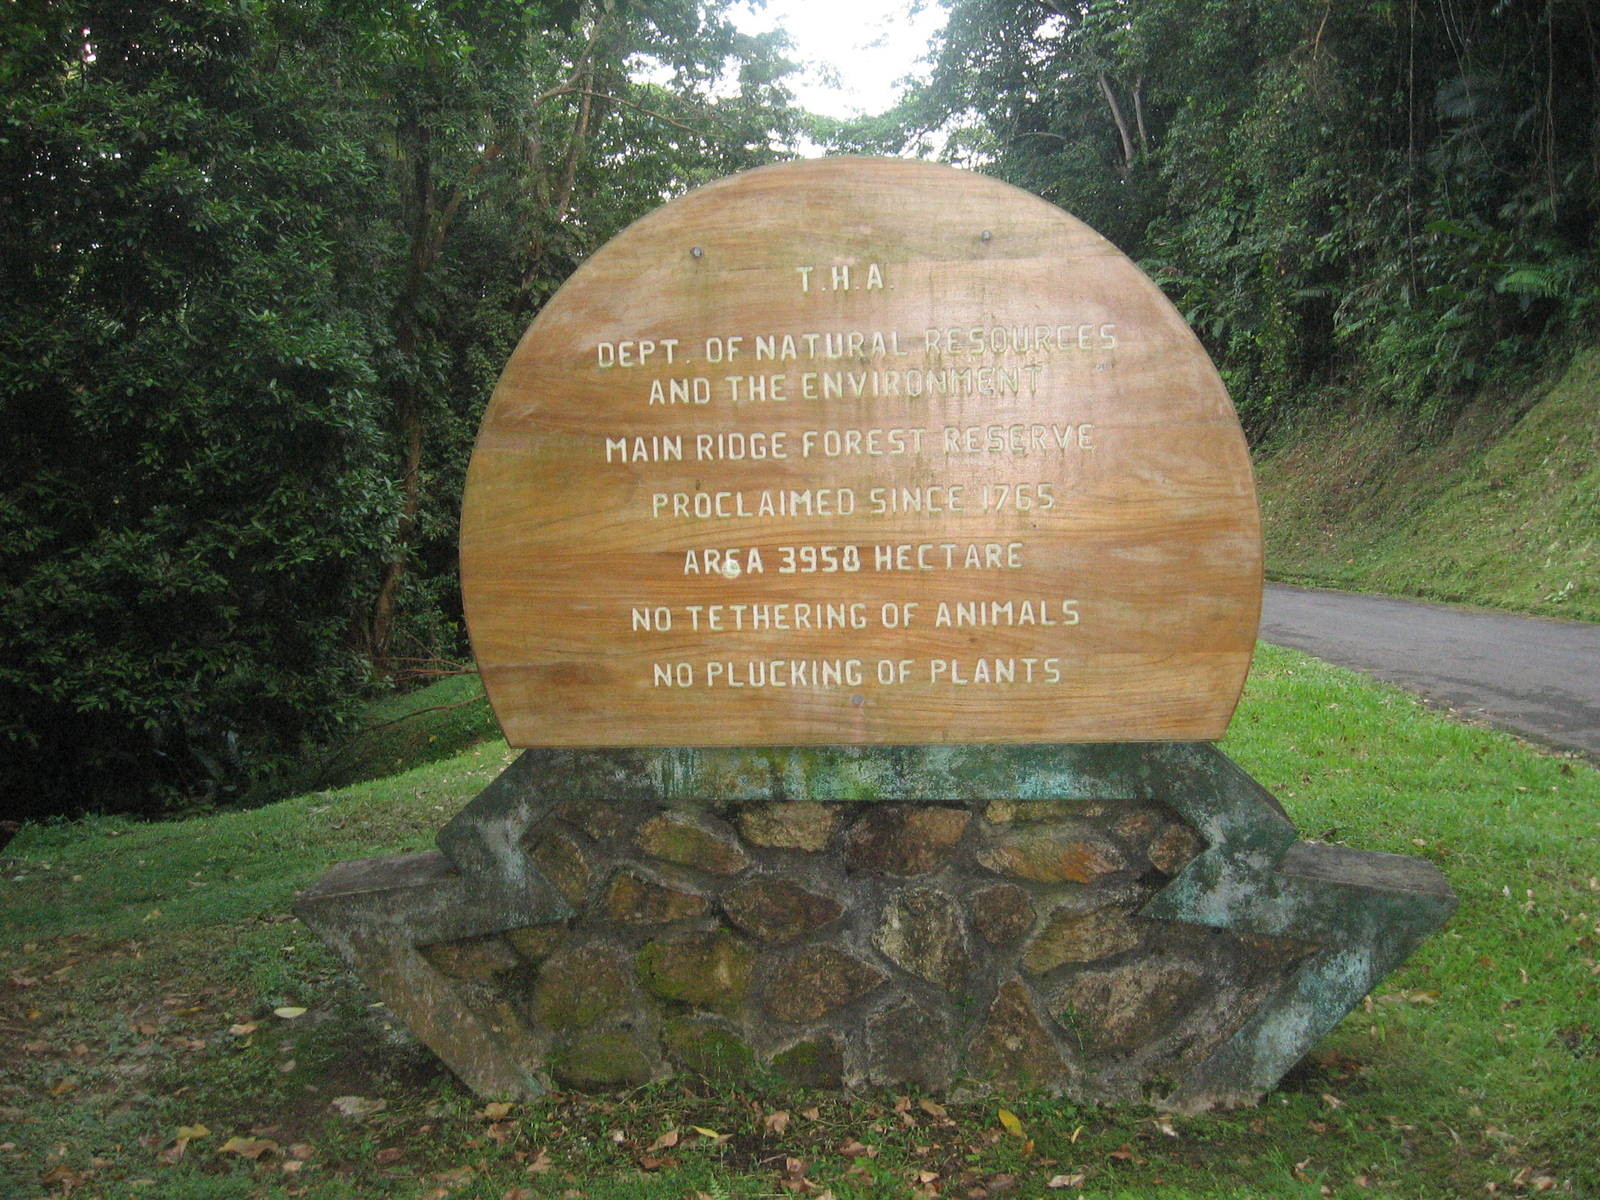 T.H.A.
DEPT. OF NATURAL RESOURCES
AND THE ENVIRONMENT
MAIN RIDGE FOREST RESERVE
PROCLAIMED SINCE 1765
AREA 3958 HECTARE
NO TETHERING OF ANIMALS
NO PLUCKING OF PLANTS